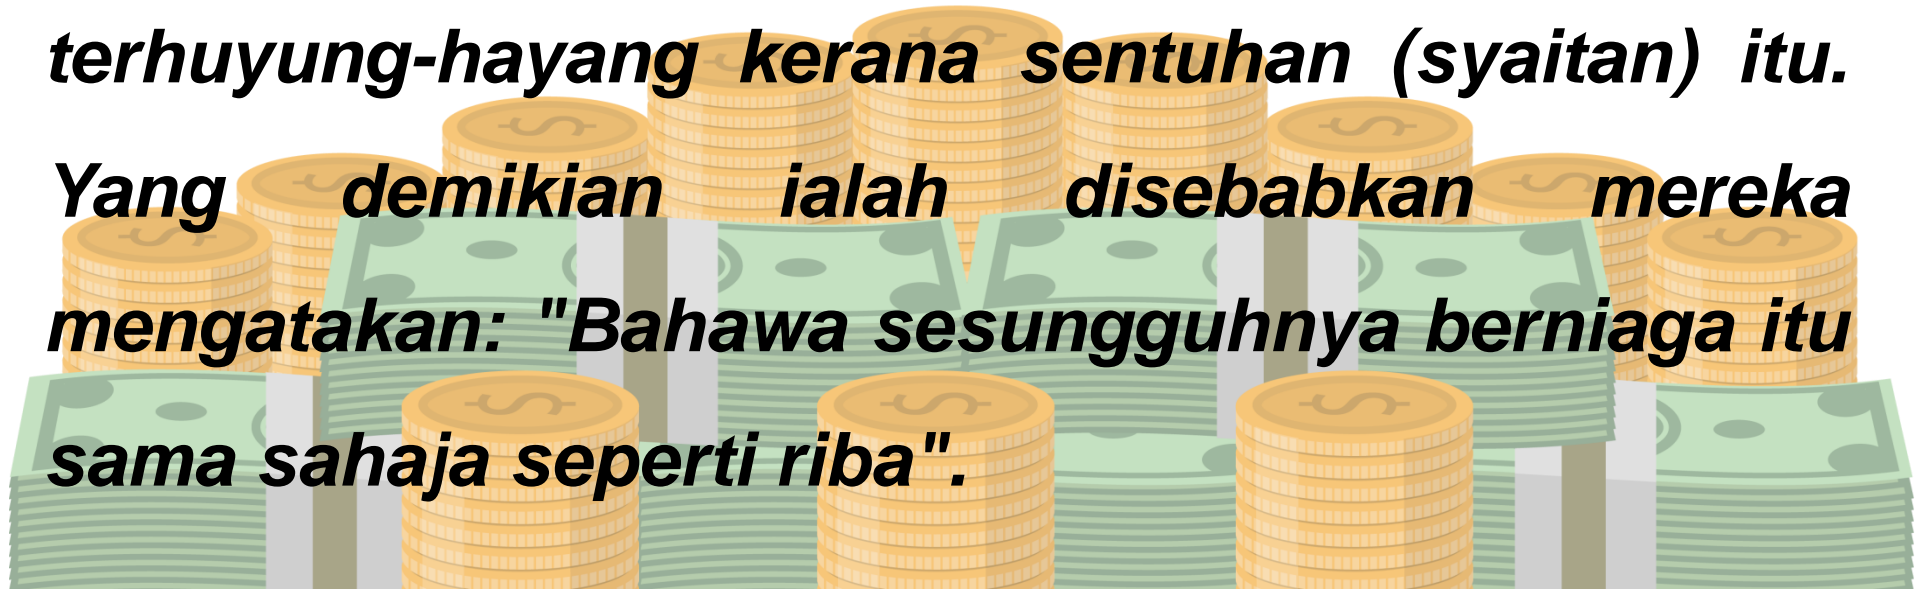 terhuyung-hayang kerana sentuhan (syaitan) itu.
Yang demikian ialah disebabkan mereka
mengatakan: "Bahawa sesungguhnya berniaga itu
sama sahaja seperti riba".